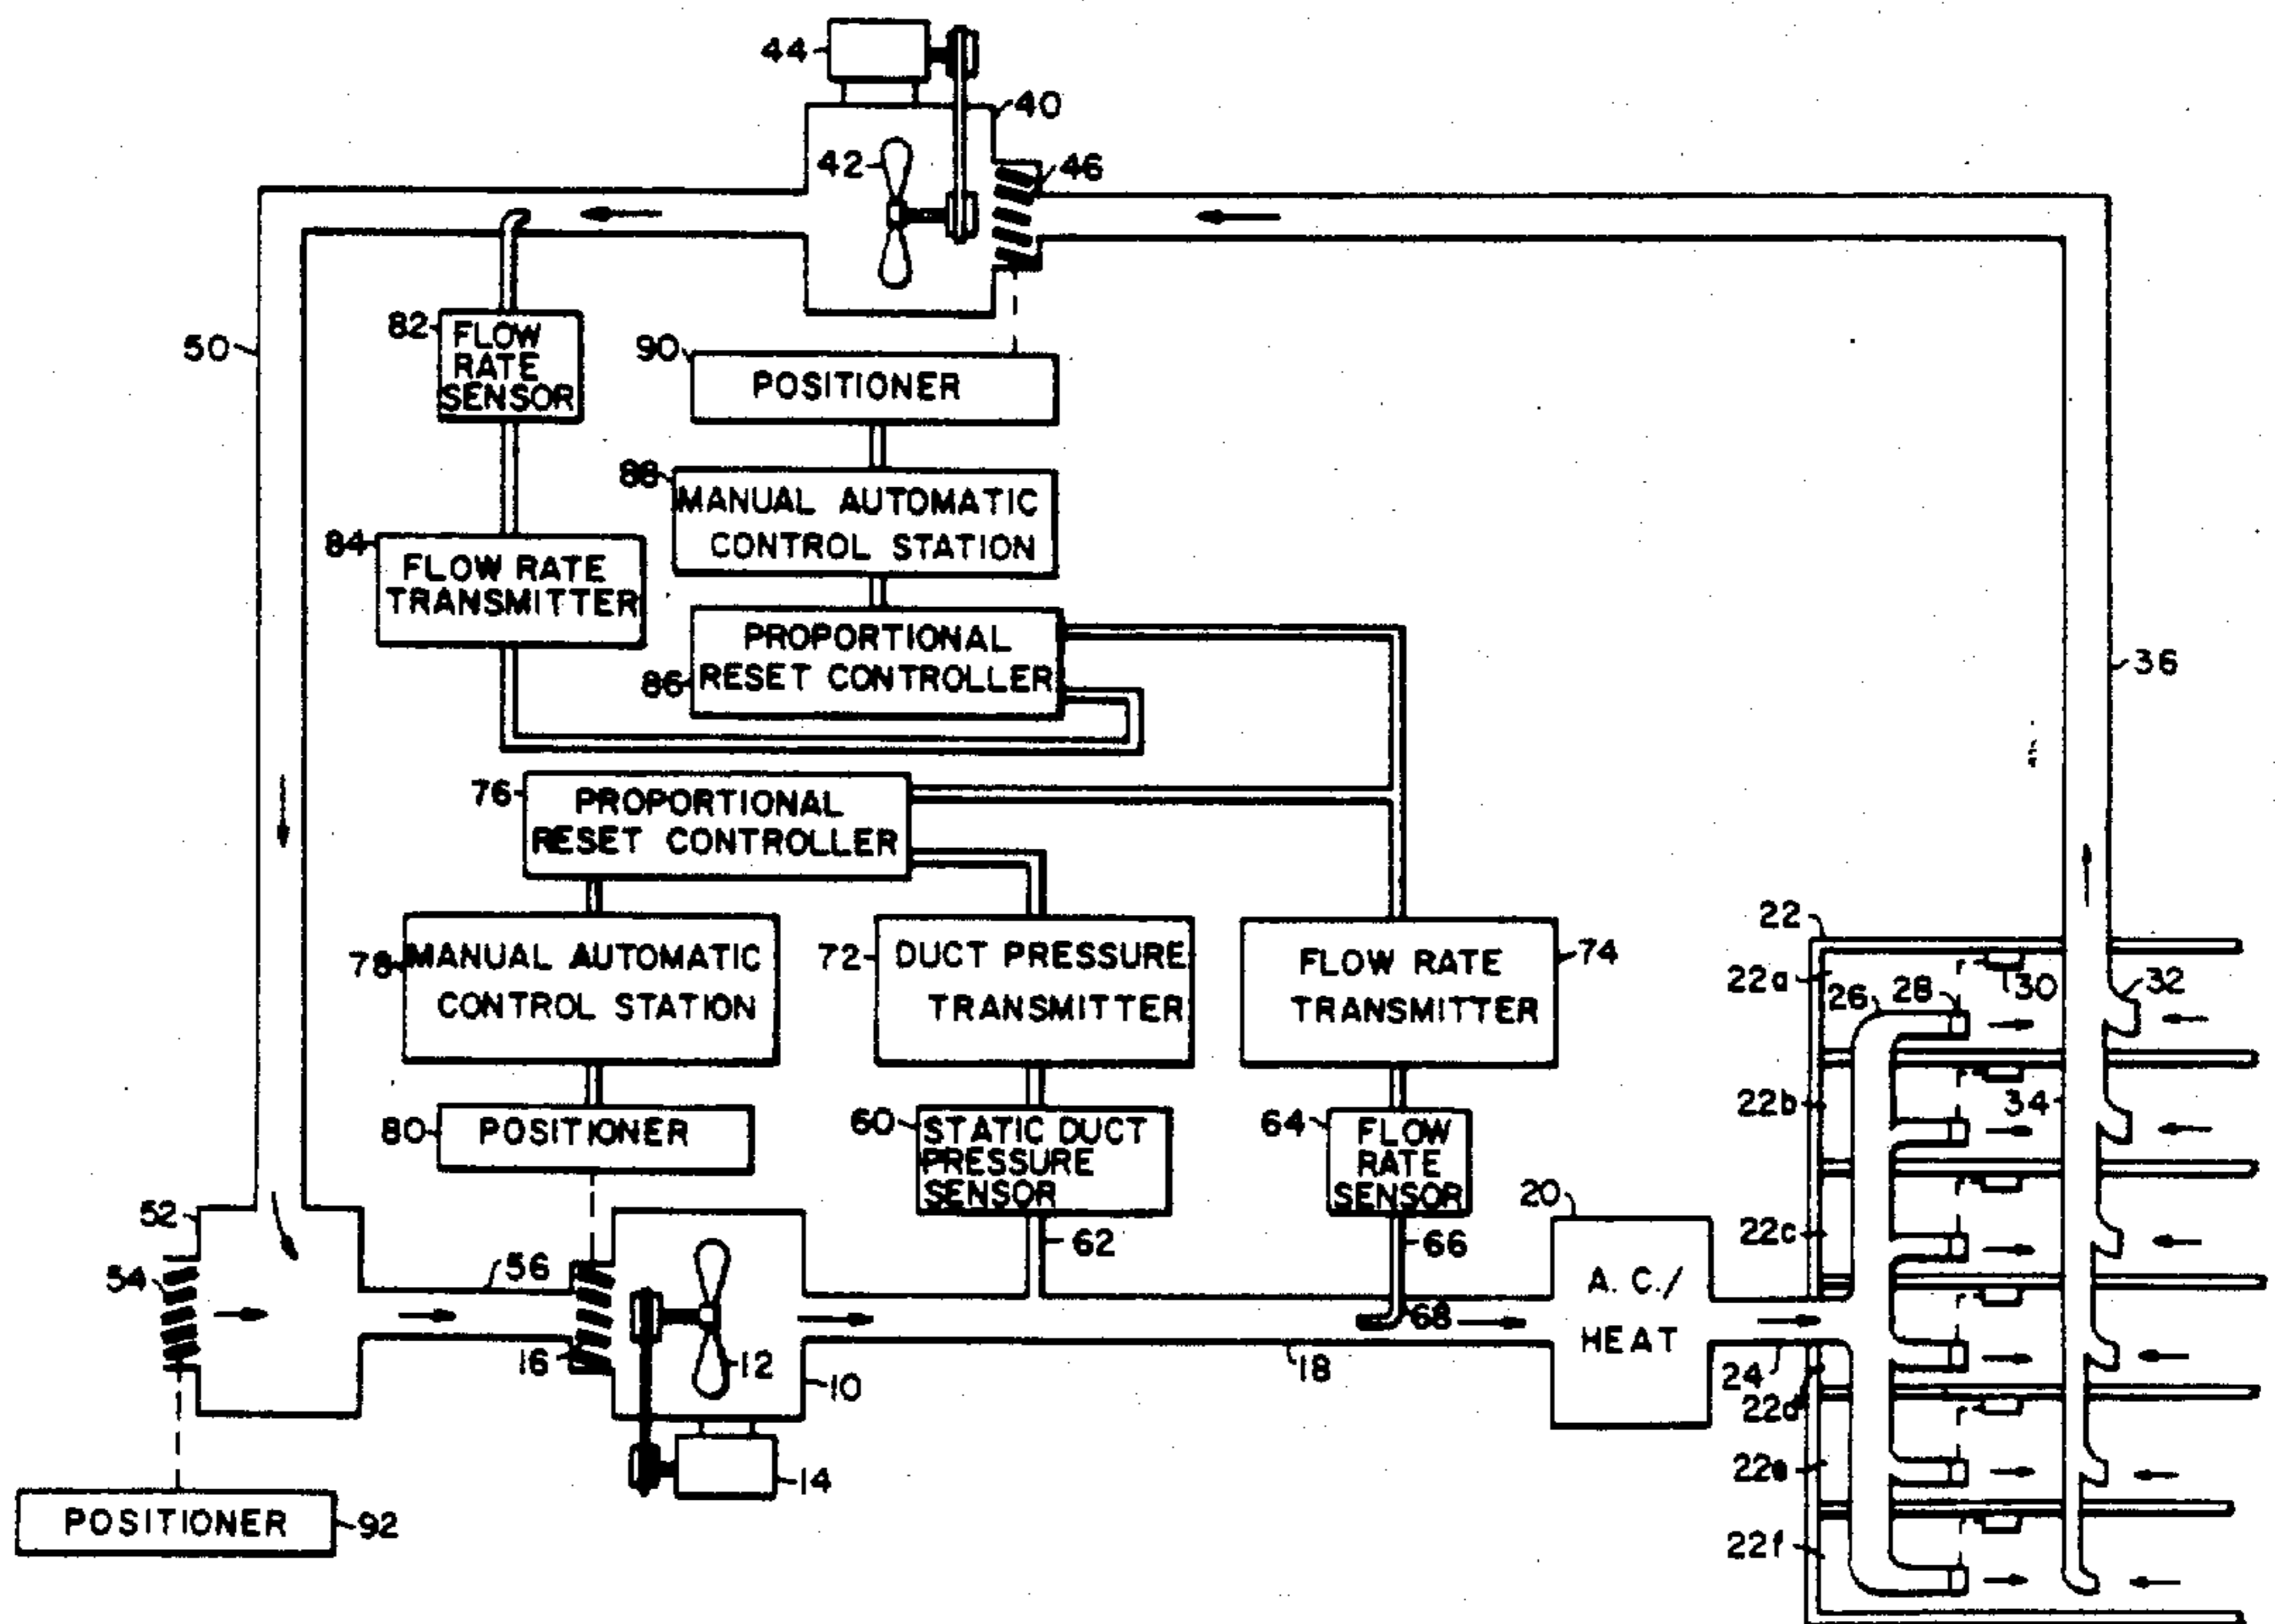 44
40
42
46
50
82
FLOW
RATE
SENSOR
90
POSITIONER
88
MANUAL AUTOMATIC
CONTROL STATION
84
FLOW RATE
TRANSMITTER
86
PROPORTIONAL
RESET CONTROLLER
36
76
PROPORTIONAL
RESET CONTROLLER
78
MANUAL AUTOMATIC
CONTROL STATION
72
DUCT PRESSURE
TRANSMITTER
74
FLOW RATE
TRANSMITTER
22
22a
26
28
30
32
80
POSITIONER
60
STATIC DUCT
PRESSURE
SENSOR
64
FLOW
RATE
SENSOR
22b
34
52
54
56
62
66
20
22c
A. C./
HEAT
68
16
12
10
18
24
22d
14
22e
22f
POSITIONER
92